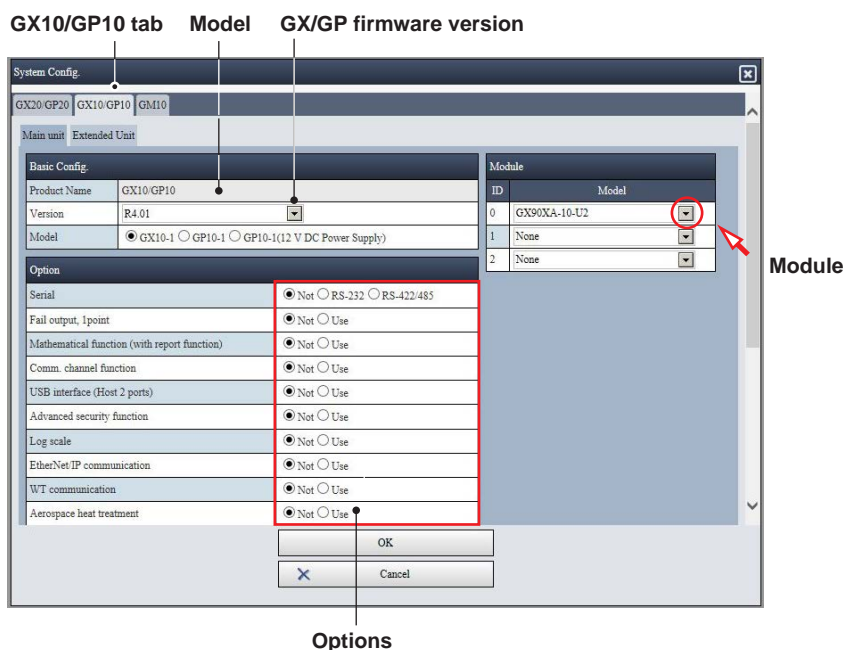 GX10/GP10 tab Model GX/GP firmware version
System Config.
GX20/GP20 GX10/GP10 GM10
Main unit Extended Unit
Basic Config.
Product Name GX10/GP10
Version R4.01
Model GX10-1 GP10-1 GP10-1(12 V DC Power Supply)
Module
ID Model
0 GX90XA-10-U2
1 None
2 None
Module
Option
Serial Not RS-232 RS-422/485
Fail output, 1point Not Use
Mathematical function (with report function) Not Use
Comm. channel function Not Use
USB interface (Host 2 ports) Not Use
Advanced security function Not Use
Log scale Not Use
EtherNet/IP communication Not Use
WT communication Not Use
Aerospace heat treatment Not Use
OK
Cancel
Options